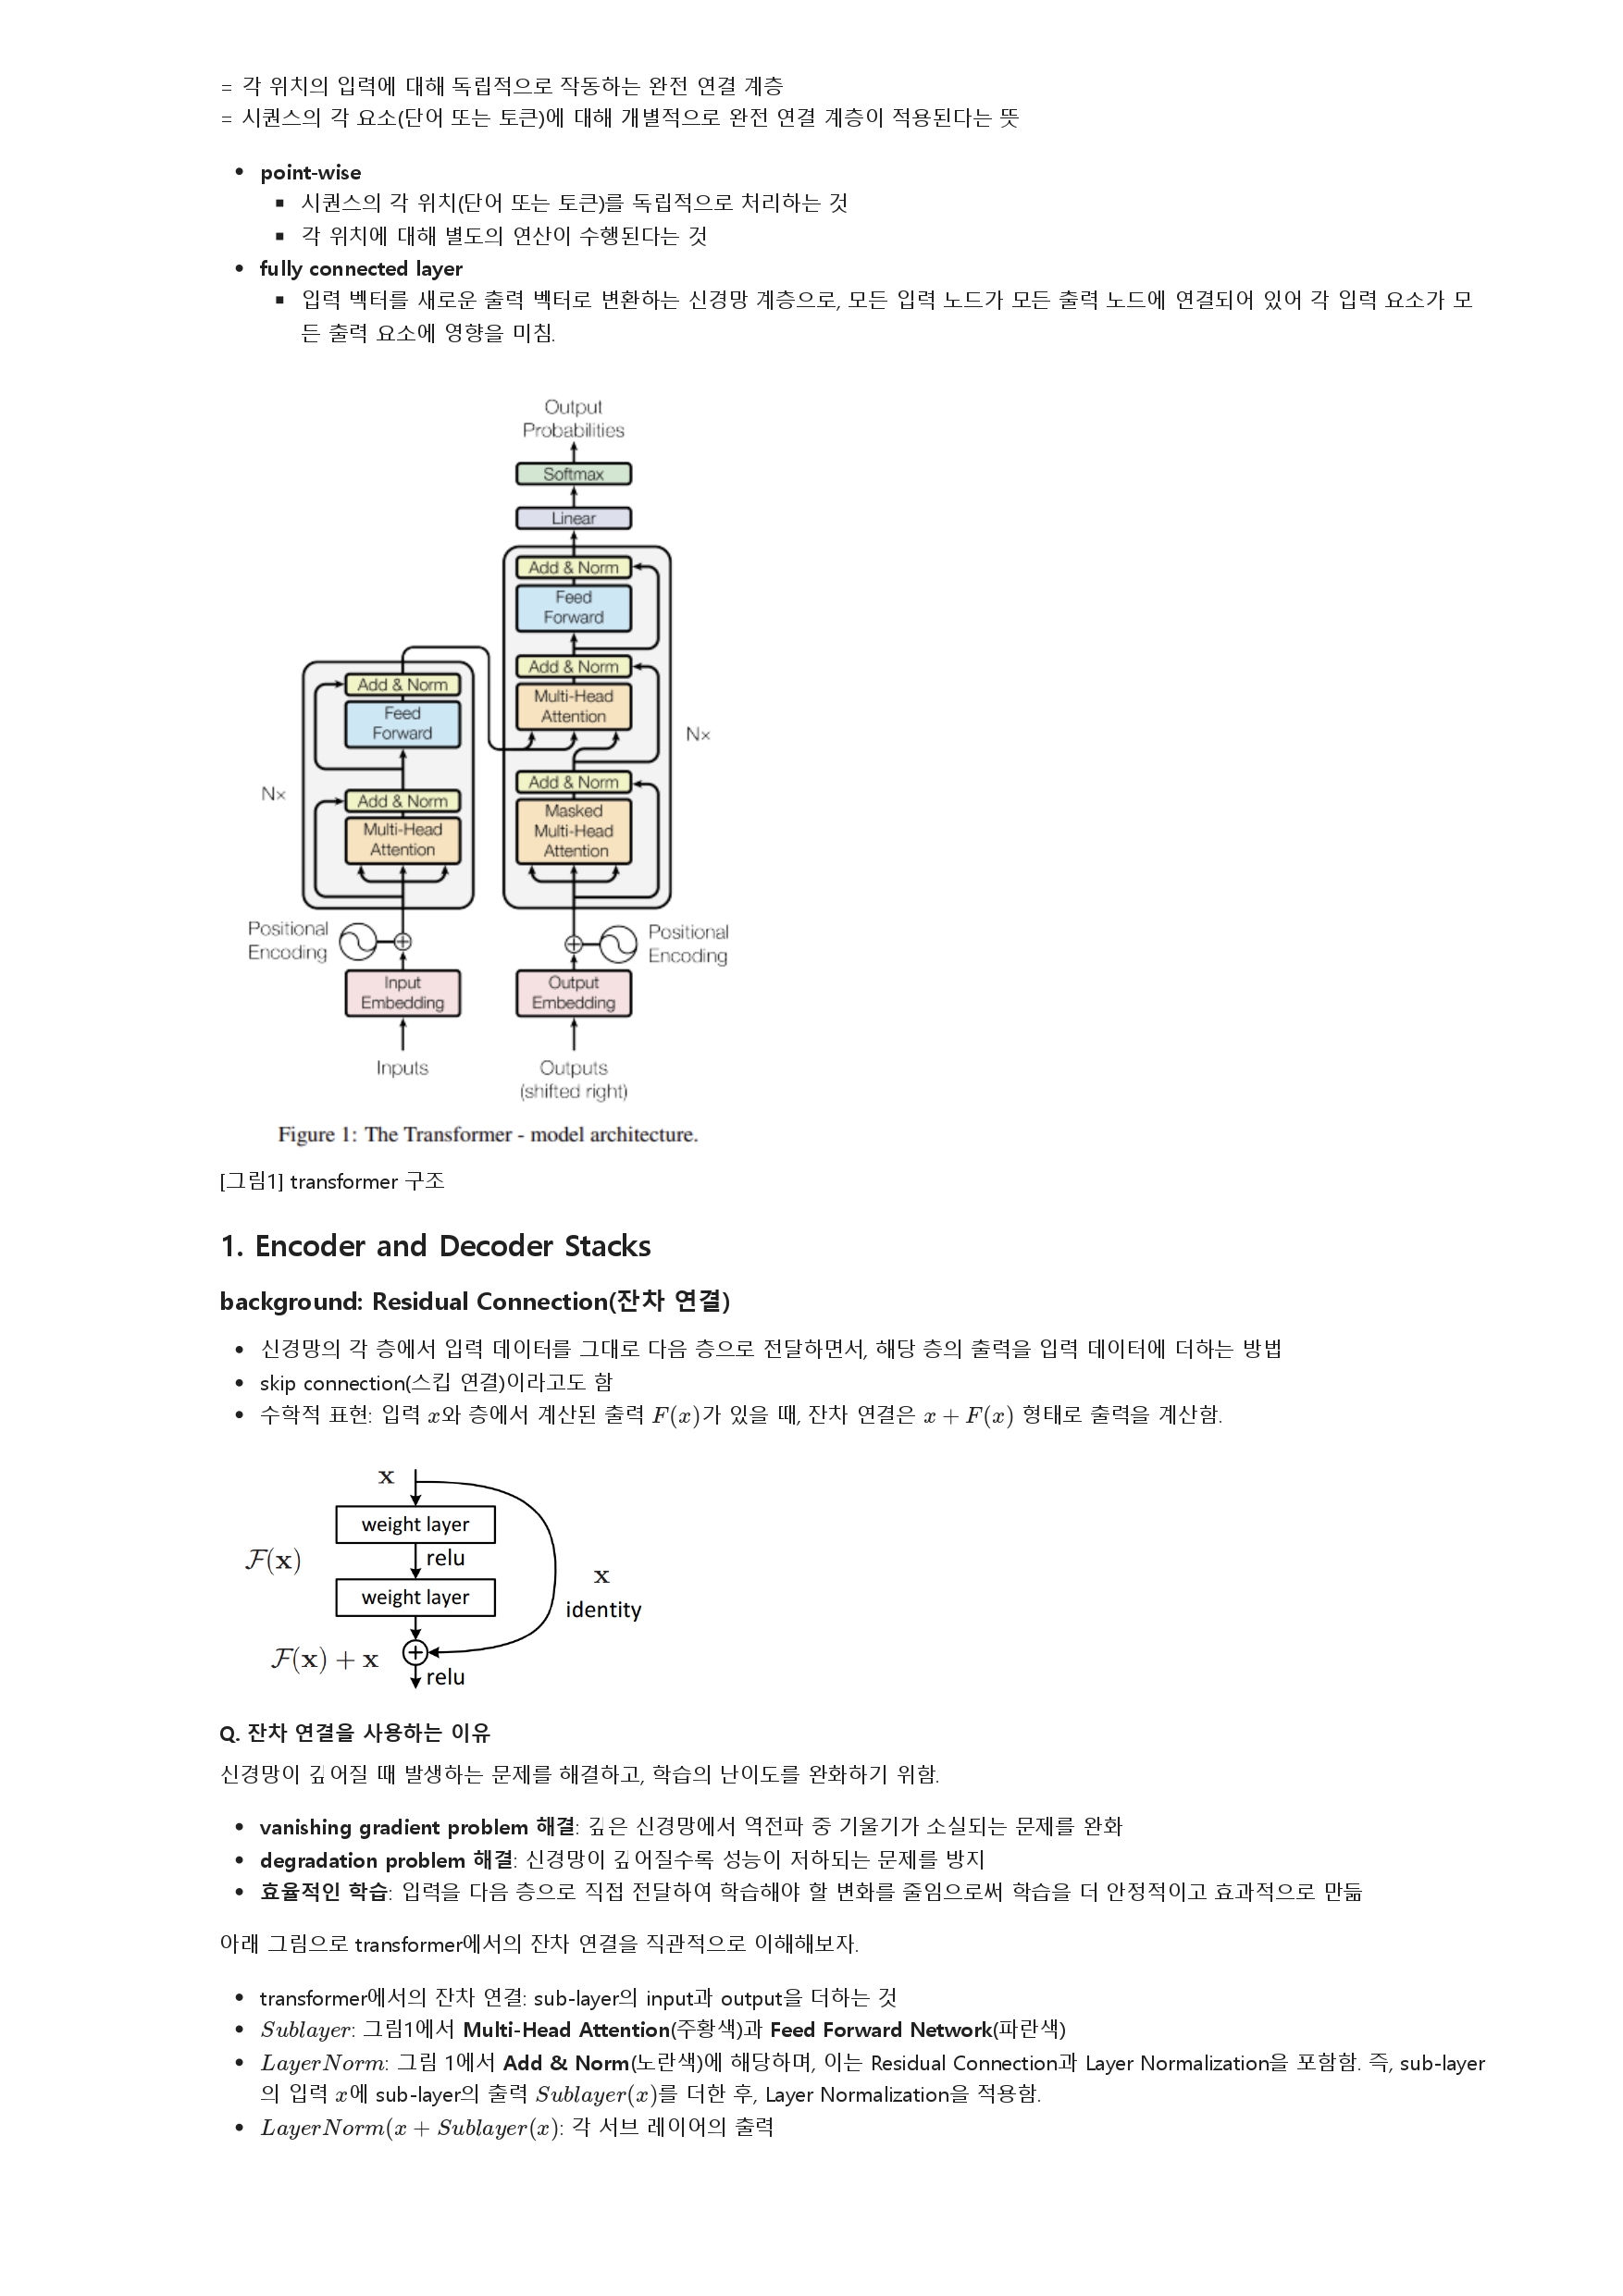 = 각 위치의 입력에 대해 독립적으로 작동하는 완전 연결 계층
= 시퀀스의 각 요소(단어 또는 토큰)에 대해 개별적으로 완전 연결 계층이 적용된다는 뜻
• point-wise
▪ 시퀀스의 각 위치(단어 또는 토큰)를 독립적으로 처리하는 것
▪ 각 위치에 대해 별도의 연산이 수행된다는 것
• fully connected layer
▪ 입력 벡터를 새로운 출력 벡터로 변환하는 신경망 계층으로, 모든 입력 노드가 모든 출력 노드에 연결되어 있어 각 입력 요소가 모
든 출력 요소에 영향을 미침.
Output
Probabilities
Softmax
Linear
Add & Norm
Feed
Forward
Add & Norm
Multi-Head
Attention
Nx
Add & Norm
Masked
Multi-Head
Attention
Add & Norm
Feed
Forward
Nx
Add & Norm
Multi-Head
Attention
Positional
Encoding
Positional
Encoding
Input
Embedding
Output
Embedding
Inputs
Outputs
(shifted right)
Figure 1: The Transformer - model architecture.
[그림1] transformer 구조
1. Encoder and Decoder Stacks
background: Residual Connection(잔차 연결)
• 신경망의 각 층에서 입력 데이터를 그대로 다음 층으로 전달하면서, 해당 층의 출력을 입력 데이터에 더하는 방법
• skip connection(스킵 연결)이라고도 함
• 수학적 표현: 입력 x와 층에서 계산된 출력 F(x)가 있을 때, 잔차 연결은 x + F(x) 형태로 출력을 계산함.
x
weight layer
F(x)
relu
x
weight layer
identity
F(x) + x
relu
Q. 잔차 연결을 사용하는 이유
신경망이 깊어질 때 발생하는 문제를 해결하고, 학습의 난이도를 완화하기 위함.
• vanishing gradient problem 해결: 깊은 신경망에서 역전파 중 기울기가 소실되는 문제를 완화
• degradation problem 해결: 신경망이 깊어질수록 성능이 저하되는 문제를 방지
• 효율적인 학습: 입력을 다음 층으로 직접 전달하여 학습해야 할 변화를 줄임으로써 학습을 더 안정적이고 효과적으로 만듦
아래 그림으로 transformer에서의 잔차 연결을 직관적으로 이해해보자.
• transformer에서의 잔차 연결: sub-layer의 input과 output을 더하는 것
• Sublayer: 그림1에서 Multi-Head Attention(주황색)과 Feed Forward Network(파란색)
• LayerNorm: 그림 1에서 Add & Norm(노란색)에 해당하며, 이는 Residual Connection과 Layer Normalization을 포함함. 즉, sub-layer
의 입력 x에 sub-layer의 출력 Sublayer(x)를 더한 후, Layer Normalization을 적용함.
• LayerNorm(x + Sublayer(x): 각 서브 레이어의 출력